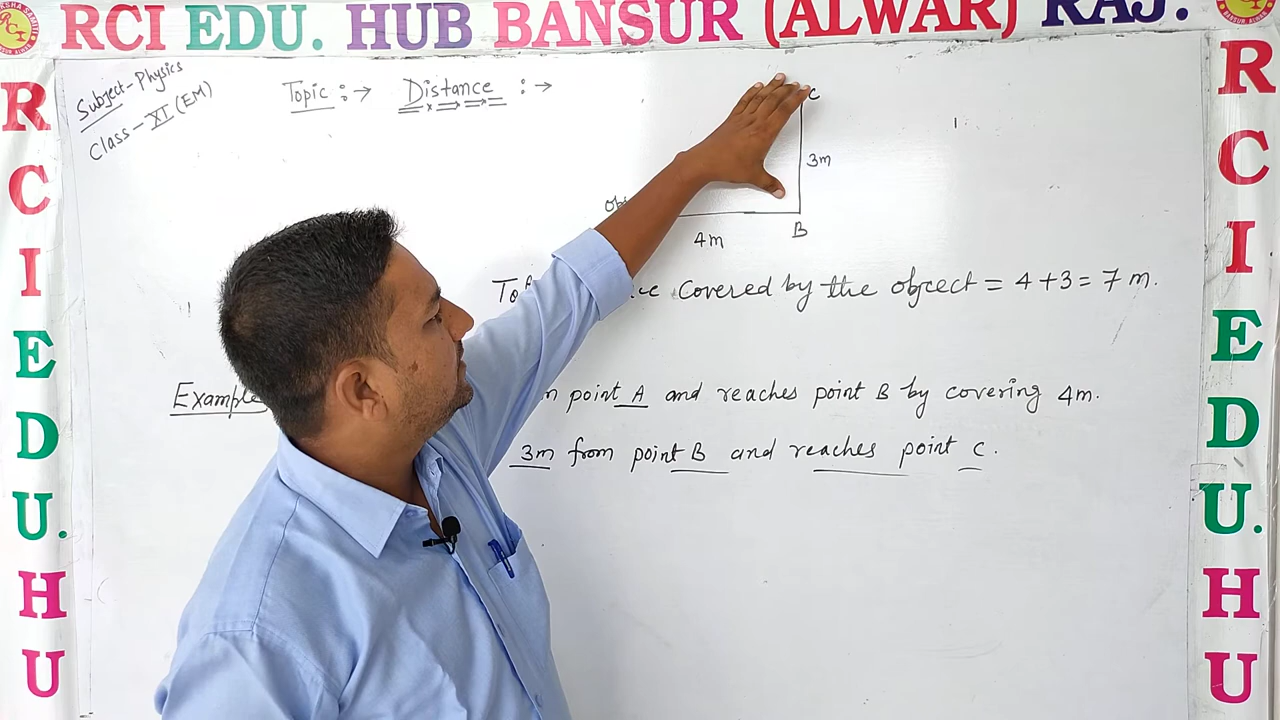 RCI EDU. HUB BANSUR (ALWAR) RAJ.
Subject - Physics
Class - XI (EM)
Topic :→ Distance :→
C
3m
4m
B
covered by the object = 4 + 3 = 7 m.
Example
point A and reaches point B by covering 4m.
3m from point B and reaches point C.
R
C
I
E
D
U.
H
U
R
C
I
E
D
U.
H
U